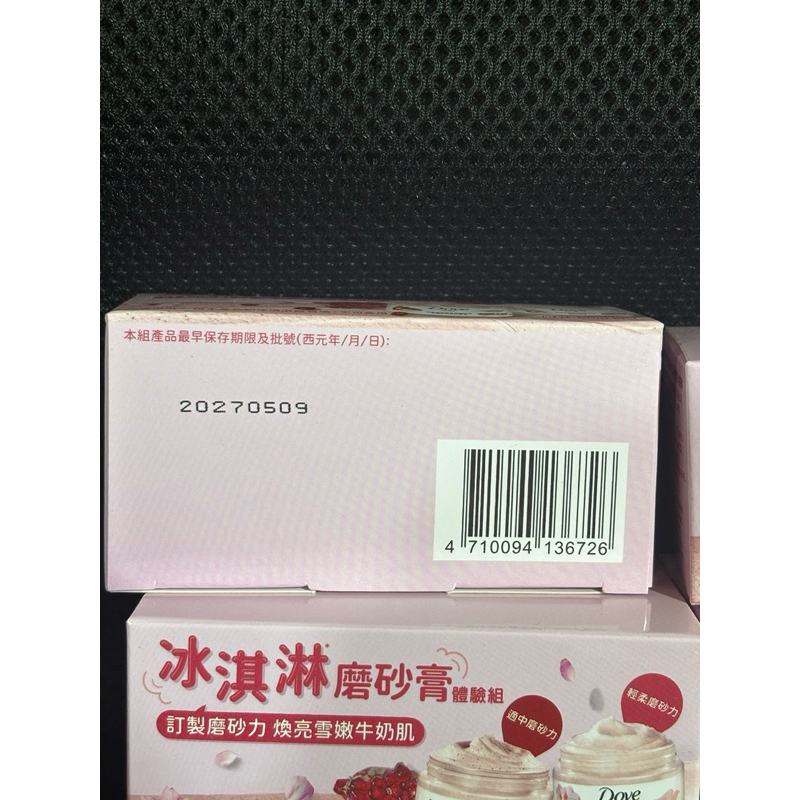 本組產品最早保存期限及批號(西元年/月/日):
20270509
4 710094 136726
冰淇淋*磨砂膏體驗組
訂製磨砂力 煥亮雪嫩牛奶肌
適中磨砂力
輕柔磨砂力
Dove